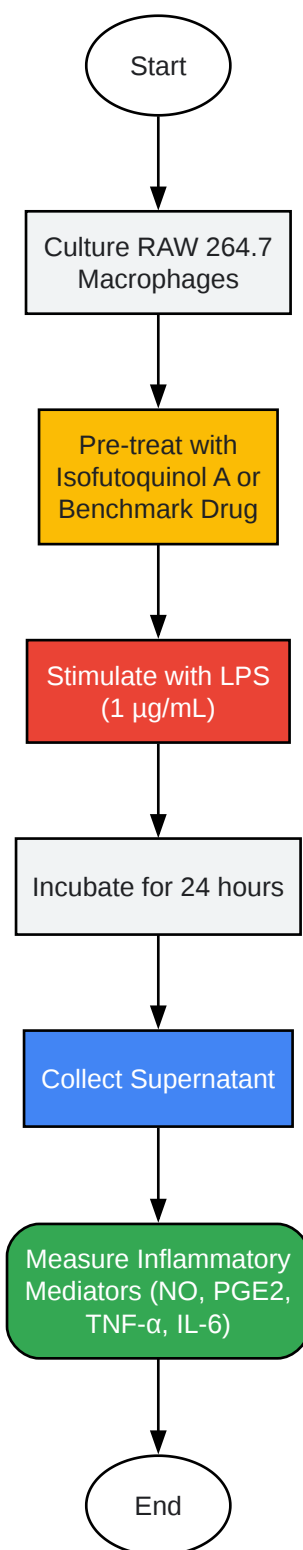 Start
Culture RAW 264.7
Macrophages
Pre-treat with
Isofutoquinol A or
Benchmark Drug
Stimulate with LPS
(1 µg/mL)
Incubate for 24 hours
Collect Supernatant
Measure Inflammatory
Mediators (NO, PGE2,
TNF-α, IL-6)
End